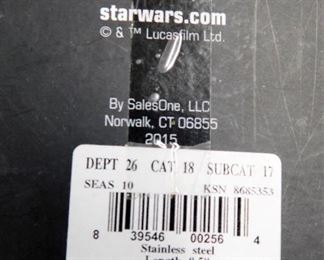 starwars.com
© & ™ Lucasfilm Ltd.
By SalesOne, LLC
Norwalk, CT 06855
2015
DEPT 26 CAT 18 SUBCAT 17
SEAS 10 KSN 8685353
8 39546 00256 4
Stainless steel
Length